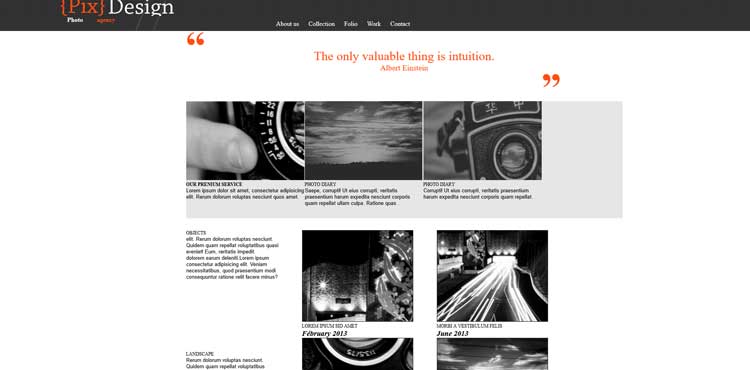 {Pix} Design
Photo agency
About us Collection Folio Work Contact
“
The only valuable thing is intuition.
Albert Einstein
”
OUR PRENIUM SERVICE
Lorem ipsum dolor sit amet, consectetur adipisicing
elit. Rerum dolorum voluptas nesciunt quos amet
PHOTO DIARY
Saepe, corrupti! Ut eius corrupti, veritatis
praesentium harum expedita nesciunt corporis
quam repellat ullam culpa. Ratione quas
PHOTO DIARY
Corrupti! Ut eius corrupti, veritatis praesentium
harum expedita nesciunt corporis quam repellat.
OBJECTS
elit. Rerum dolorum voluptas nesciunt.
Quidem quam repellat voluptatibus quasi
eveniet! Eum, veritatis impedit.
dolorem earum deleniti.Lorem ipsum
consectetur adipisicing elit. Veniam
necessitatibus, quod praesentium modi
consequuntur ratione velit facere minus?
LOREM IPSUM SID AMET
Fébruary 2013
MORBI A VESTIBULUM FELIS
June 2013
LANDSCAPE
Rerum dolorum voluptas nesciunt.
Quidem quam repellat voluptatibus